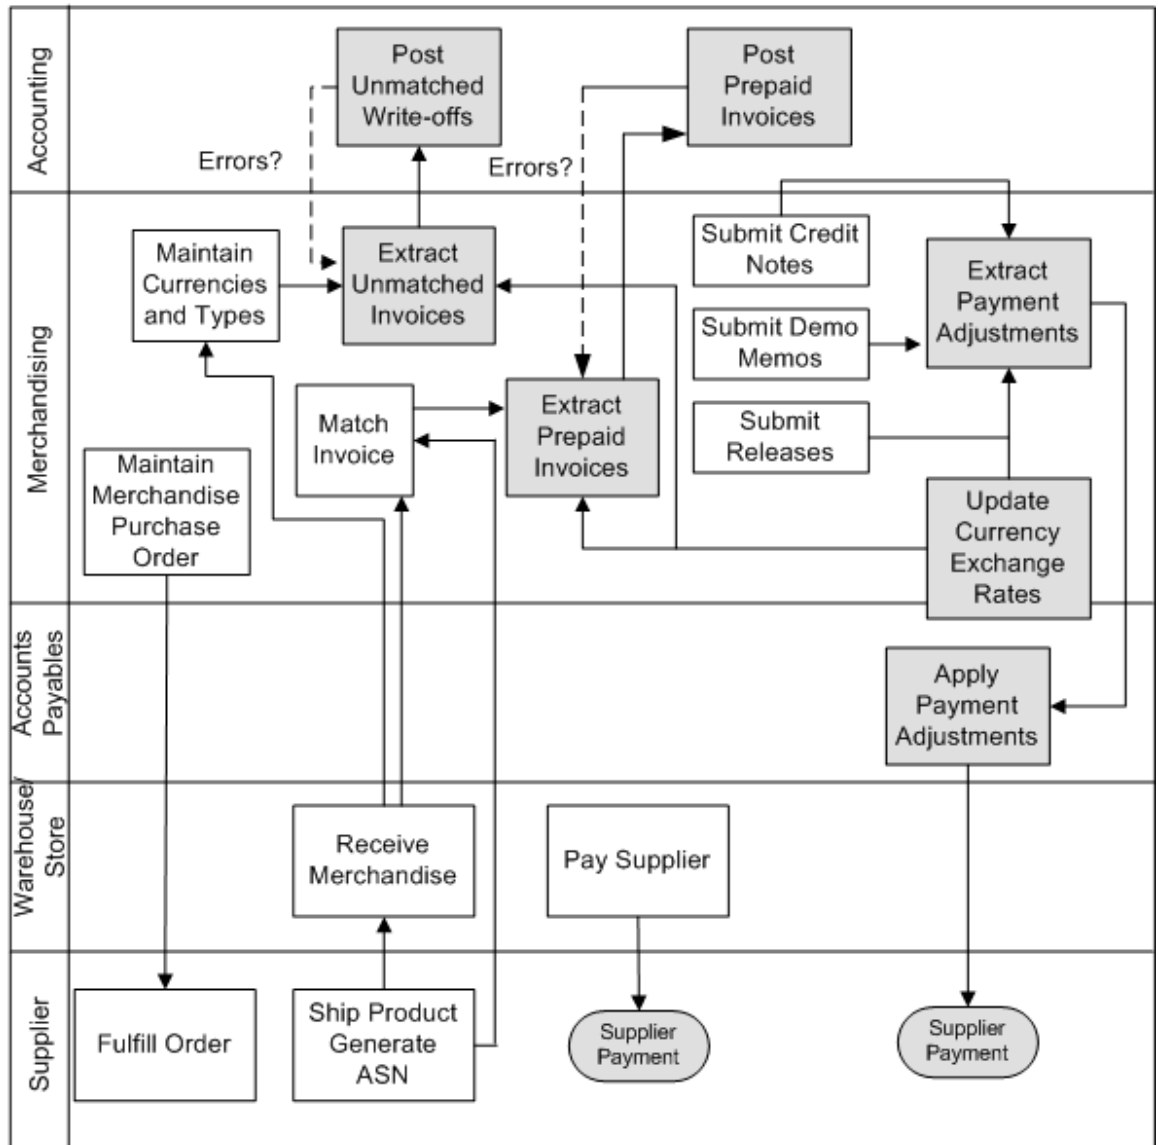 Accounting
Post
Unmatched
Write-offs
Post
Prepaid
Invoices
Errors?
Errors?
Merchandising
Maintain
Currencies
and Types
Extract
Unmatched
Invoices
Submit Credit
Notes
Extract
Payment
Adjustments
Submit Demo
Memos
Match
Invoice
Extract
Prepaid
Invoices
Submit
Releases
Maintain
Merchandise
Purchase
Order
Update
Currency
Exchange
Rates
Accounts
Payables
Apply
Payment
Adjustments
Warehouse/
Store
Receive
Merchandise
Pay Supplier
Supplier
Fulfill Order
Ship Product
Generate
ASN
Supplier
Payment
Supplier
Payment